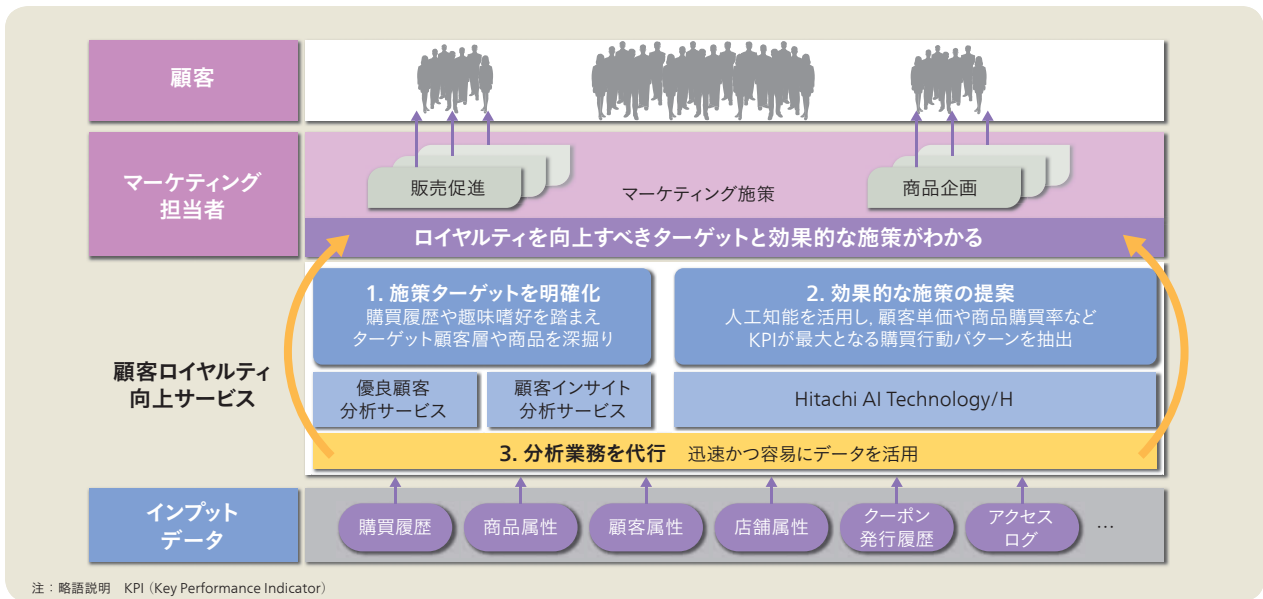 顧客
マーケティング
担当者
販売促進
マーケティング施策
商品企画
ロイヤルティを向上すべきターゲットと効果的な施策がわかる
顧客ロイヤルティ
向上サービス
1. 施策ターゲットを明確化
購買履歴や趣味嗜好を踏まえ
ターゲット顧客層や商品を深掘り
2. 効果的な施策の提案
人工知能を活用し, 顧客単価や商品購買率など
KPIが最大となる購買行動パターンを抽出
優良顧客
分析サービス
顧客インサイト
分析サービス
Hitachi AI Technology/H
3. 分析業務を代行 迅速かつ容易にデータを活用
インプット
データ
購買履歴
商品属性
顧客属性
店舗属性
クーポン
発行履歴
アクセス
ログ
…
注：略語説明 KPI（Key Performance Indicator）